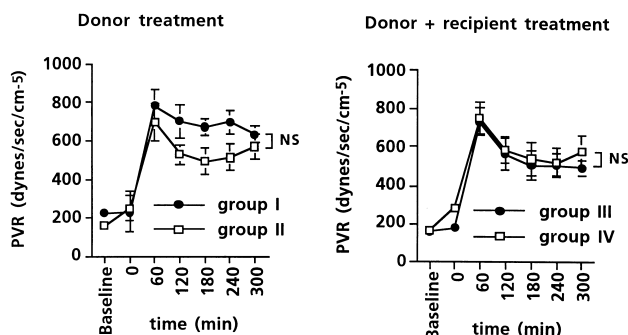 Donor treatment
PVR (dynes/sec/cm-5)
1000
800
600
400
200
0
NS
group I
group II
Baseline
0
60
120
180
240
300
time (min)
Donor + recipient treatment
PVR (dynes/sec/cm-5)
1000
800
600
400
200
0
NS
group III
group IV
Baseline
0
60
120
180
240
300
time (min)